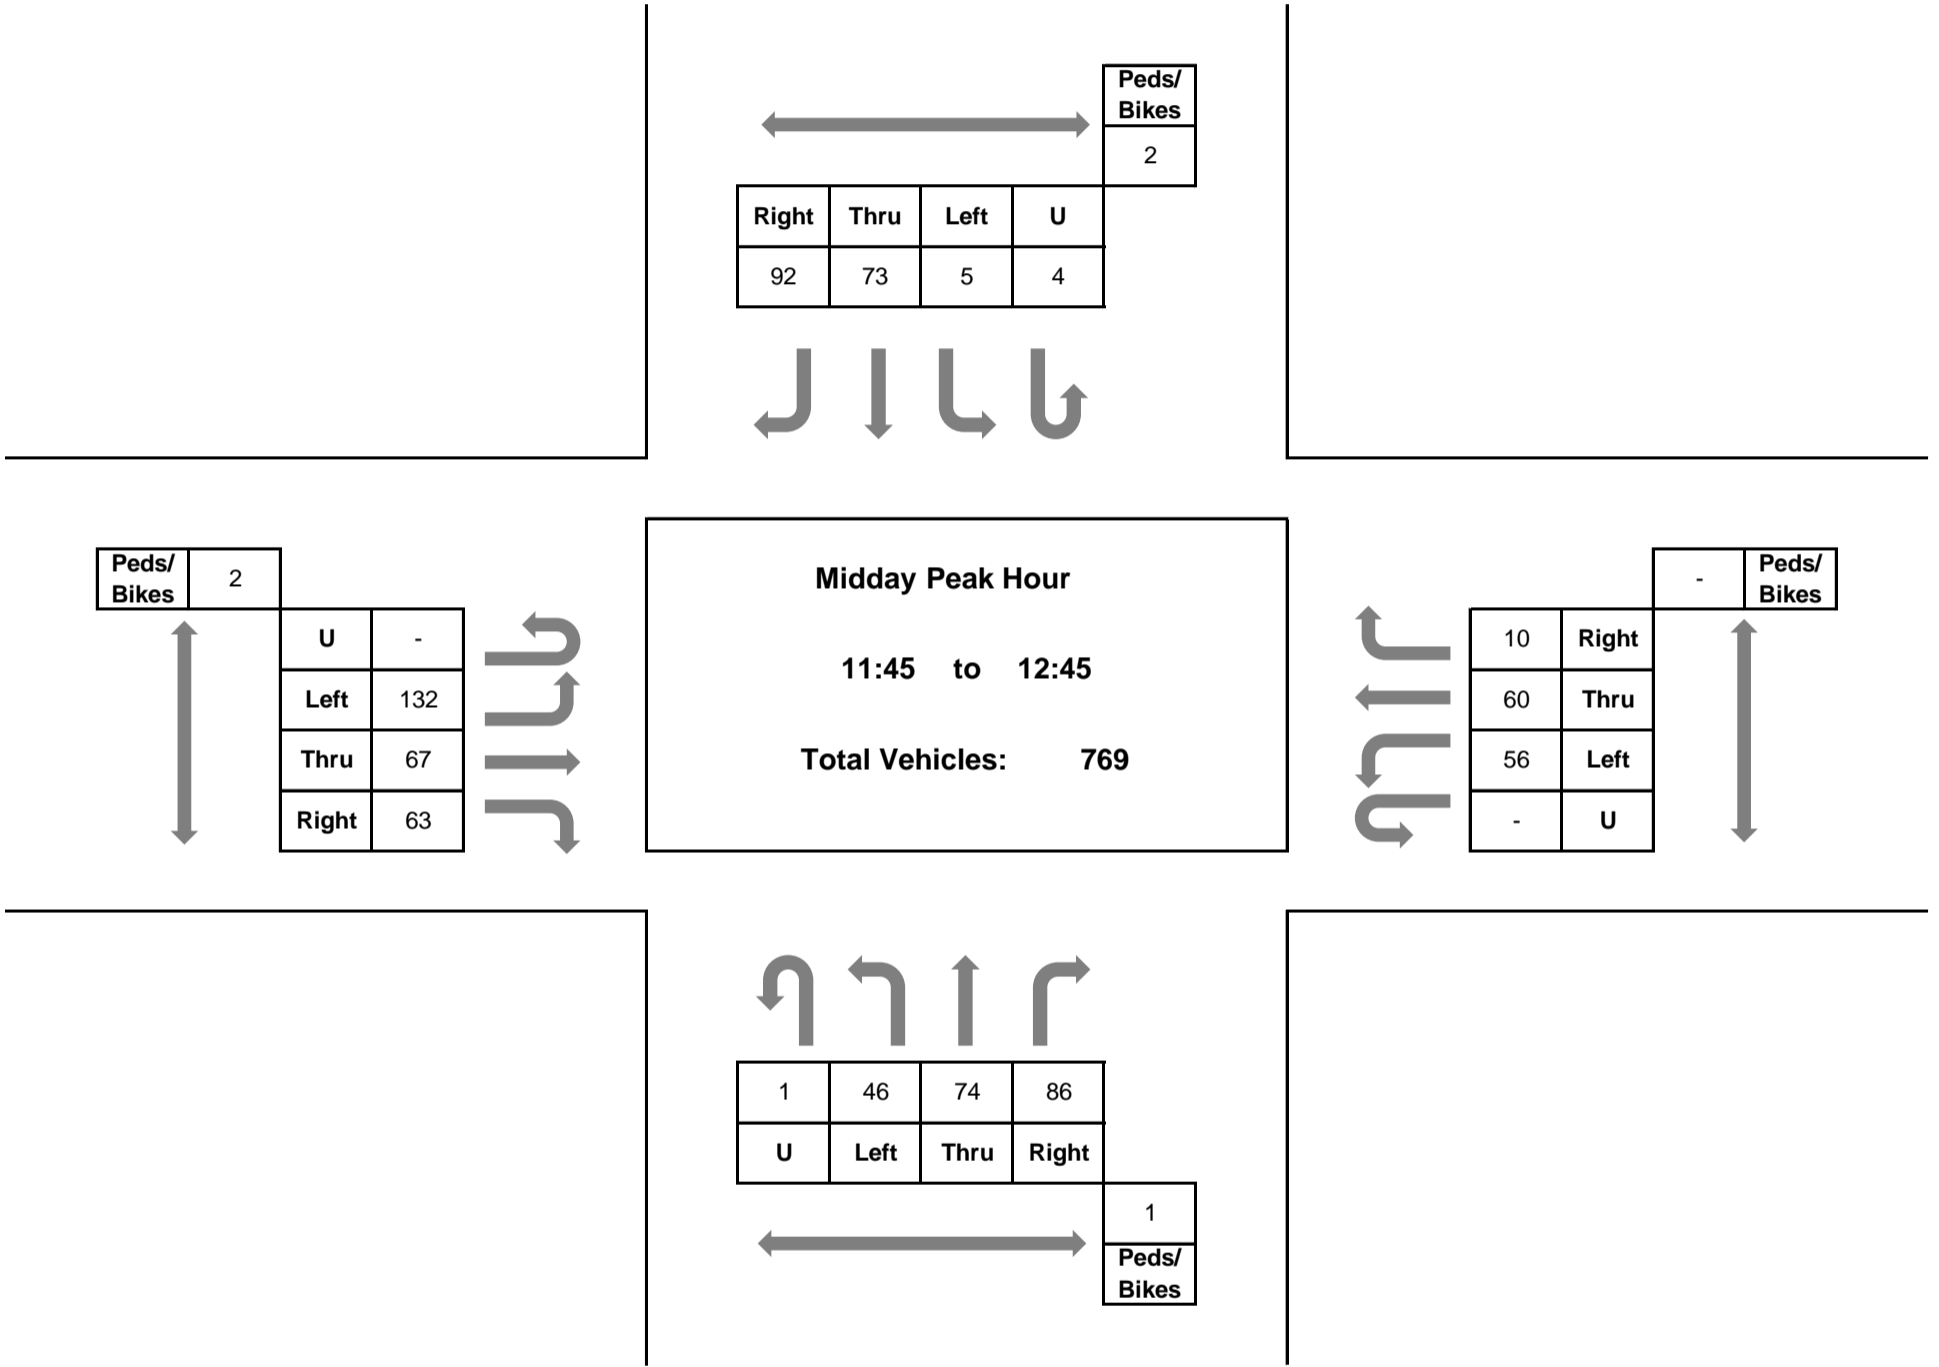 Peds/
Bikes
2
Right Thru Left U
92 73 5 4
Peds/
Bikes
2
U -
Left 132
Thru 67
Right 63
Midday Peak Hour
11:45 to 12:45
Total Vehicles: 769
- Peds/
Bikes
10 Right
60 Thru
56 Left
- U
1 46 74 86
U Left Thru Right
1
Peds/
Bikes